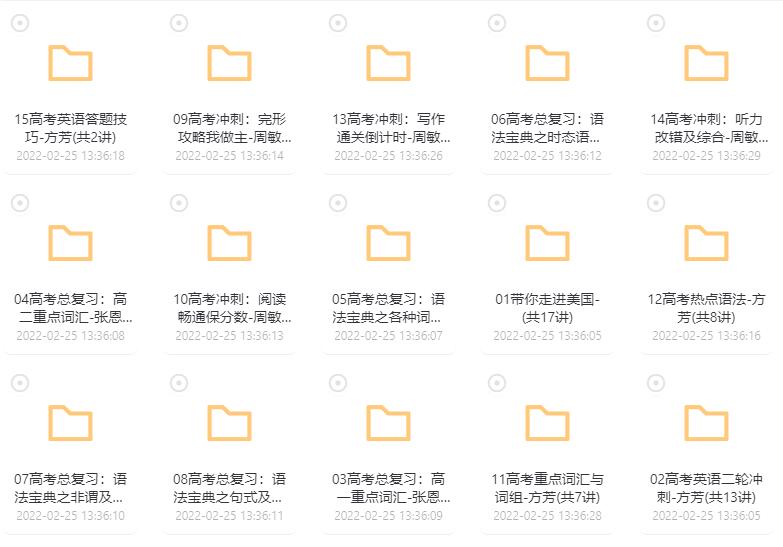 15高考英语答题技
巧-方芳(共2讲)
2022-02-25 13:36:18
09高考冲刺：完形
攻略我做主-周敏...
2022-02-25 13:36:14
13高考冲刺：写作
通关倒计时-周敏...
2022-02-25 13:36:26
06高考总复习：语
法宝典之时态语...
2022-02-25 13:36:12
14高考冲刺：听力
改错及综合-周敏...
2022-02-25 13:36:29
04高考总复习：高
二重点词汇-张恩...
2022-02-25 13:36:08
10高考冲刺：阅读
畅通保分数-周敏...
2022-02-25 13:36:13
05高考总复习：语
法宝典之各种词...
2022-02-25 13:36:07
01带你走进美国-
(共17讲)
2022-02-25 13:36:05
12高考热点语法-方
芳(共8讲)
2022-02-25 13:36:16
07高考总复习：语
法宝典之非谓及...
2022-02-25 13:36:10
08高考总复习：语
法宝典之句式及...
2022-02-25 13:36:11
03高考总复习：高
一重点词汇-张恩...
2022-02-25 13:36:09
11高考重点词汇与
词组-方芳(共7讲)
2022-02-25 13:36:28
02高考英语二轮冲
刺-方芳(共13讲)
2022-02-25 13:36:05